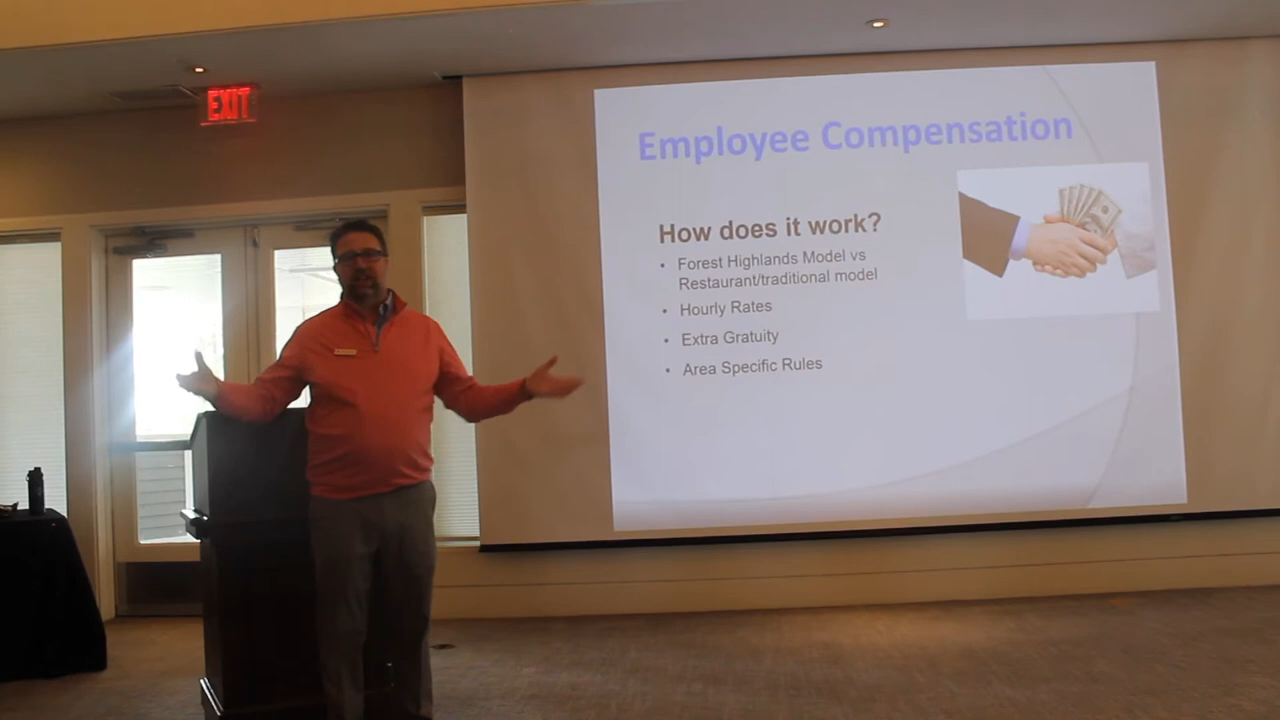 EXIT
Employee Compensation
How does it work?
• Forest Highlands Model vs
Restaurant/traditional model
• Hourly Rates
• Extra Gratuity
• Area Specific Rules